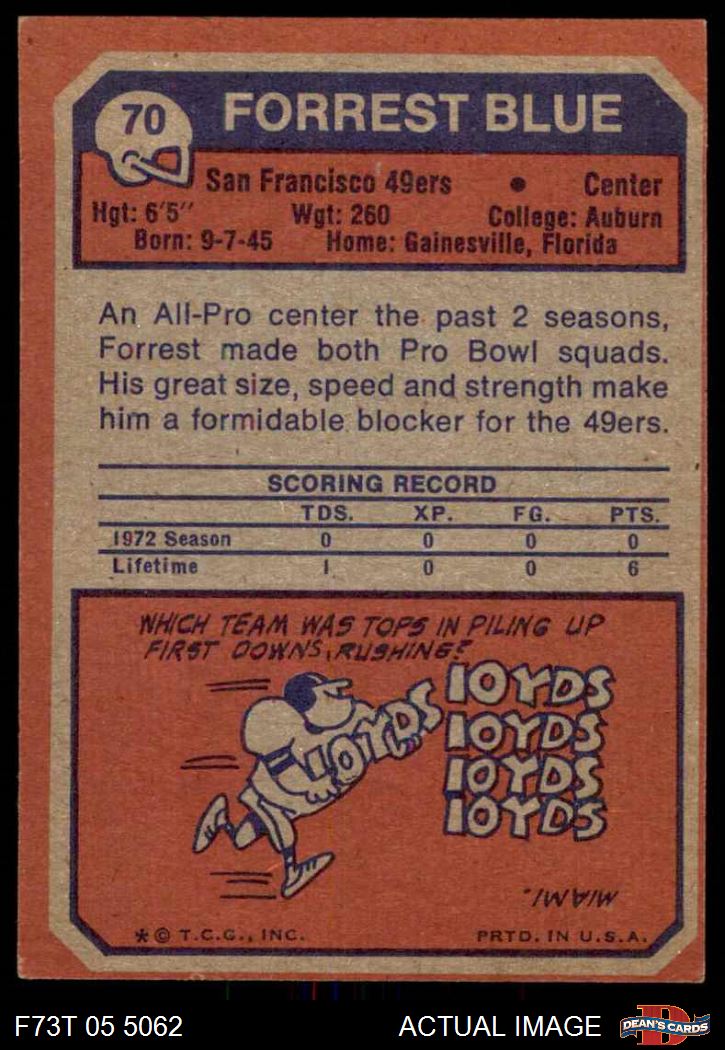 70 FORREST BLUE
San Francisco 49ers • Center
Hgt: 6'5" Wgt: 260 College: Auburn
Born: 9-7-45 Home: Gainesville, Florida
An All-Pro center the past 2 seasons,
Forrest made both Pro Bowl squads.
His great size, speed and strength make
him a formidable blocker for the 49ers.
SCORING RECORD
TDS. XP. FG. PTS.
1972 Season 0 0 0 0
Lifetime 1 0 0 6
WHICH TEAM WAS TOPS IN PILING UP
FIRST DOWNS, RUSHING?
10YDS
10YDS
10YDS
10YDS
10YDS
MIAMI.
*© T.C.G., INC. PRTD. IN U.S.A.
F73T 05 5062 ACTUAL IMAGE D DEAN'S CARDS